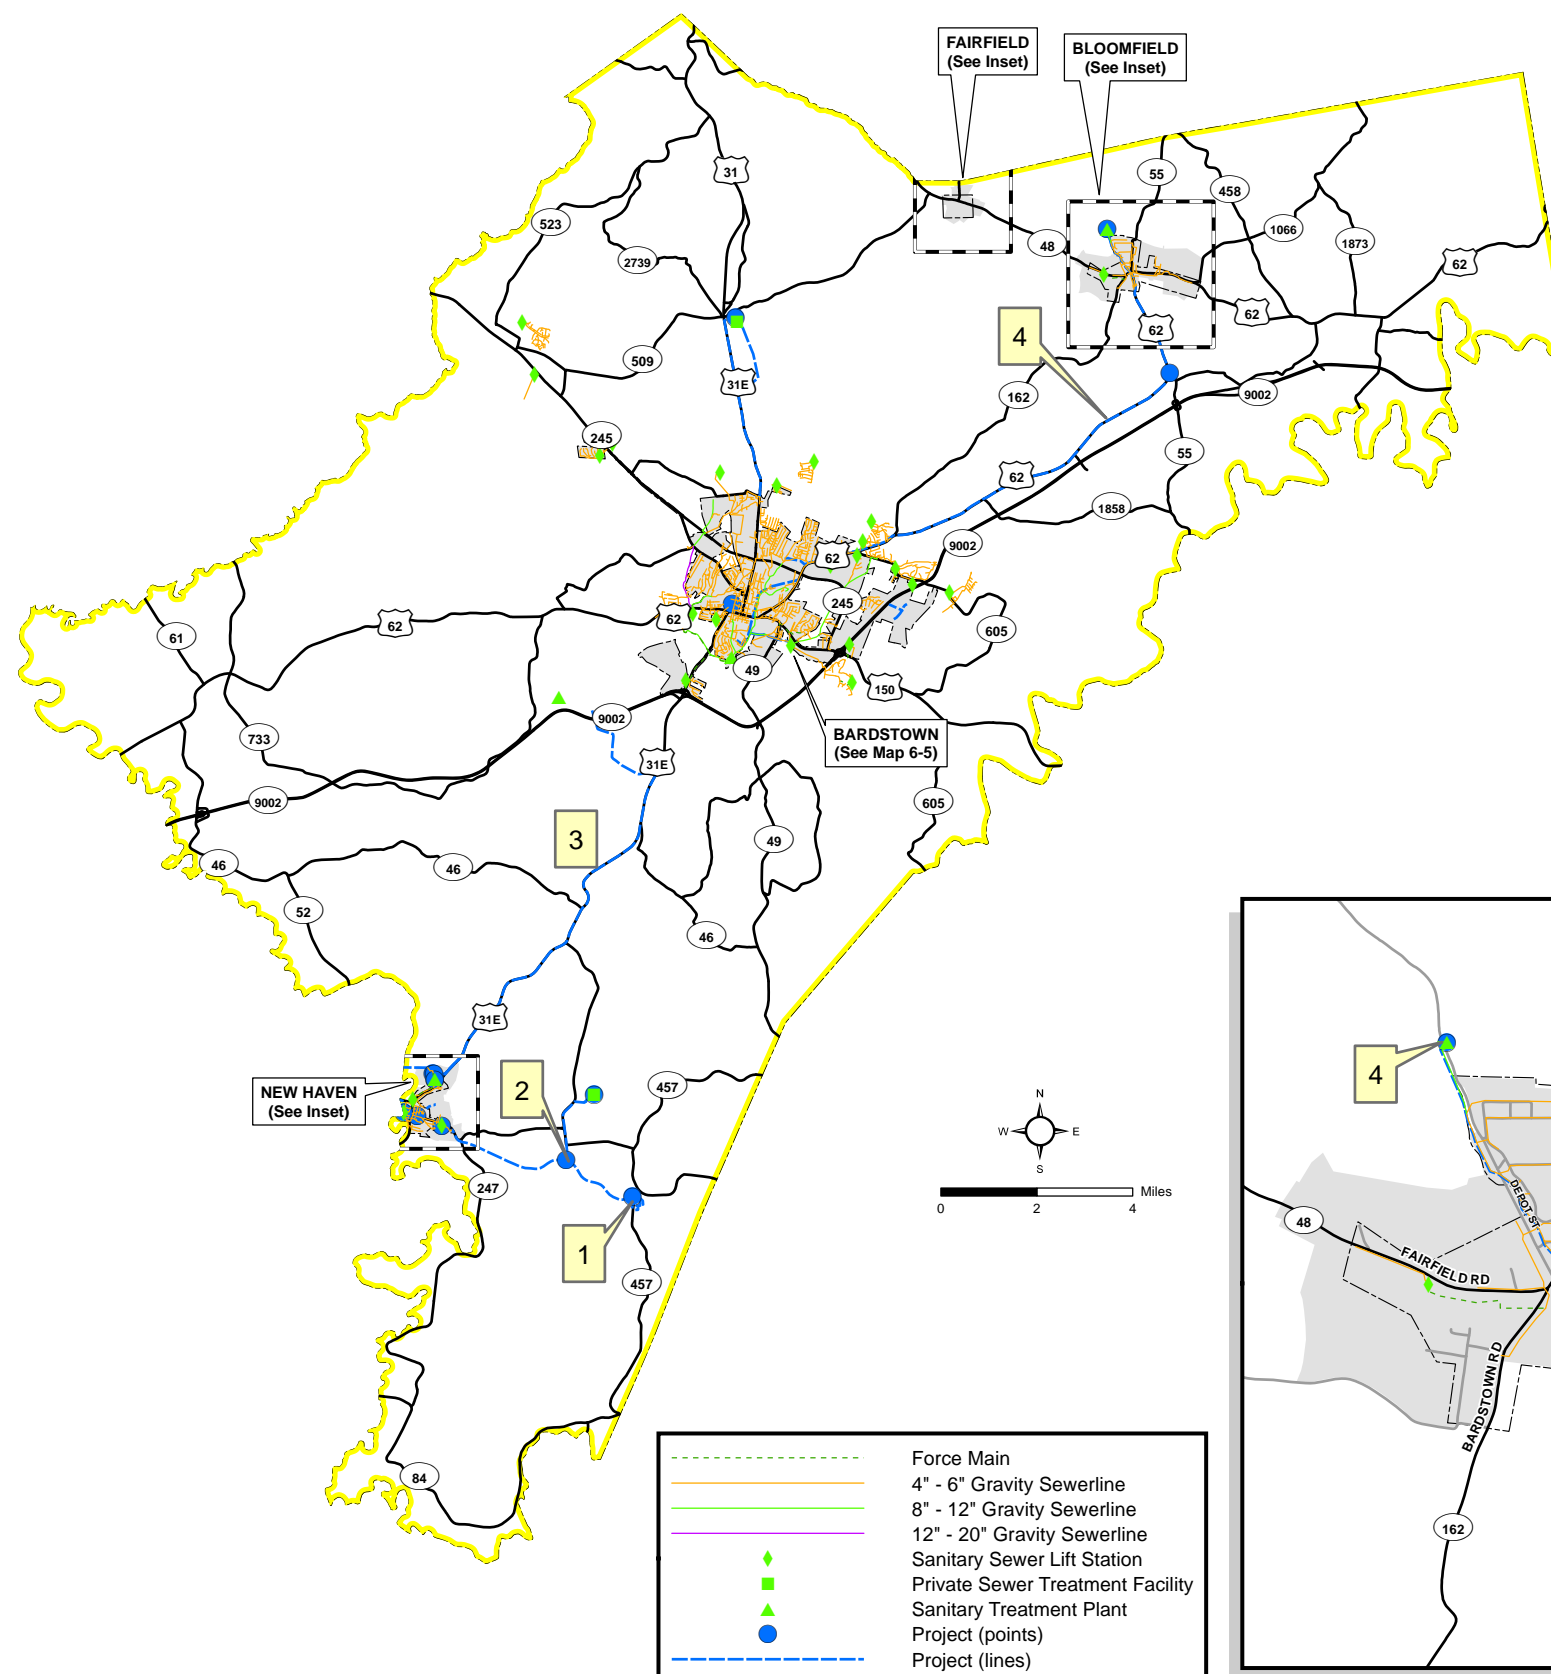 FAIRFIELD
(See Inset)
BLOOMFIELD
(See Inset)
31
55
458
523
1066
48
1873
2739
62
62
62
4
509
31E
162
9002
245
55
62
1858
9002
62
245
61
62
62
605
49
150
9002
733
BARDSTOWN
(See Map 6-5)
31E
9002
605
3
49
46
46
52
46
31E
NEW HAVEN
(See Inset)
2
457
N
W E
S
247
Miles
0 2 4
1
457
84
4
DEPOT ST
48
FAIRFIELD RD
BARDSTOWN RD
162
Force Main
4" - 6" Gravity Sewerline
8" - 12" Gravity Sewerline
12" - 20" Gravity Sewerline
Sanitary Sewer Lift Station
Private Sewer Treatment Facility
Sanitary Treatment Plant
Project (points)
Project (lines)